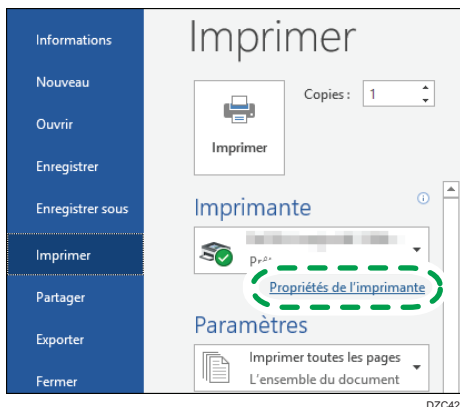 Informations
Nouveau
Ouvrir
Enregistrer
Enregistrer sous
Imprimer
Partager
Exporter
Fermer
Imprimer
Copies : 1
Imprimer
Imprimante
Propriétés de l'imprimante
Paramètres
Imprimer toutes les pages
L'ensemble du document
DZC42